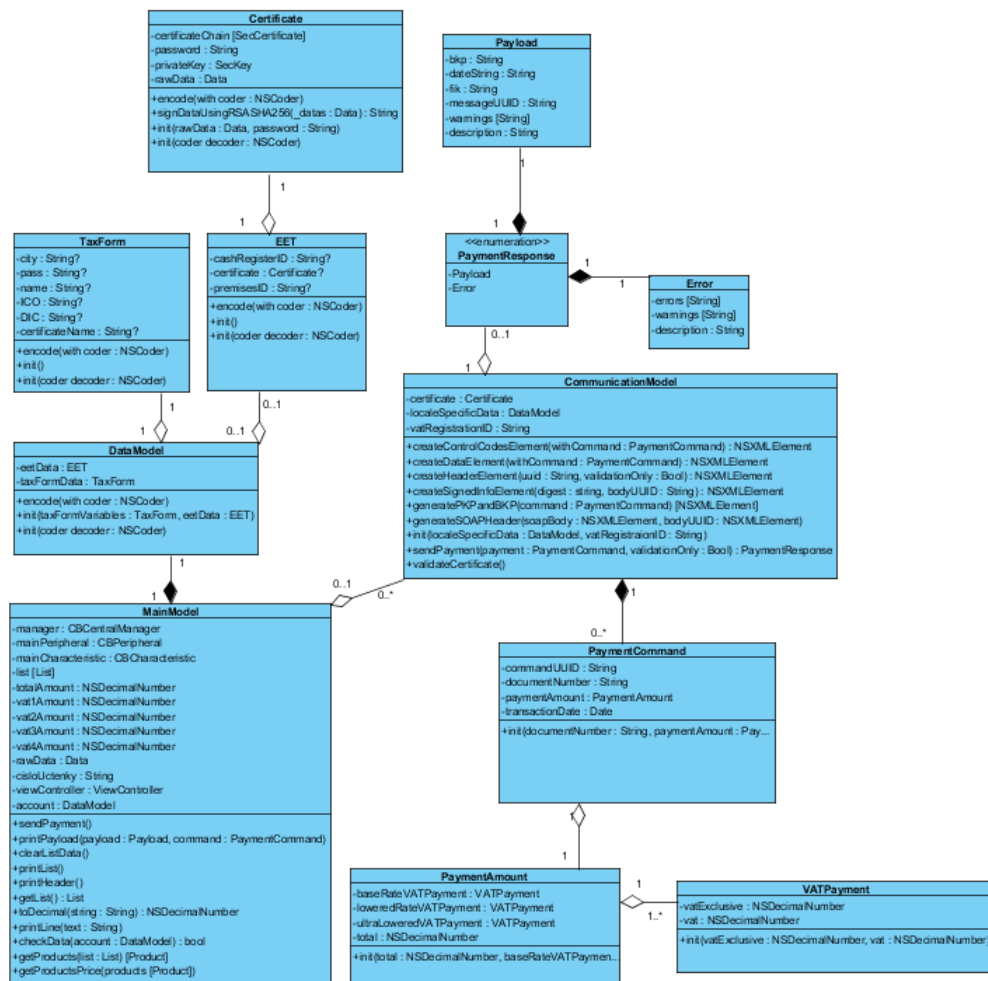 Certificate
-certificateChain [SecCertificate]
-password : String
-privateKey : SecKey
-rawData : Data
+encode(with coder : NSCoder)
+signDataUsingRSASHA256(_datas : Data) : String
+init(rawData : Data, password : String)
+init(coder decoder : NSCoder)
1
1
Payload
-bkp : String
-dateString : String
-fik : String
-messageUUID : String
-warnings [String]
-description : String
1
1
TaxForm
-city : String?
-pass : String?
-name : String?
-ICO : String?
-DIC : String?
-certificateName : String?
+encode(with coder : NSCoder)
+init()
+init(coder decoder : NSCoder)
1
1
EET
-cashRegisterID : String?
-certificate : Certificate?
-premisesID : String?
+encode(with coder : NSCoder)
+init()
+init(coder decoder : NSCoder)
0..1
0..1
<<enumeration>>
PaymentResponse
-Payload
-Error
1
1
0..1
1
Error
-errors [String]
-warnings [String]
-description : String
CommunicationModel
-certificate : Certificate
-localeSpecificData : DataModel
-vatRegistrationID : String
+createControlCodesElement(withCommand : PaymentCommand) : NSXMLElement
+createDataElement(withCommand : PaymentCommand) : NSXMLElement
+createHeaderElement(uuid : String, validationOnly : Bool) : NSXMLElement
+createSignedInfoElement(digest : string, bodyUUID : String) : NSXMLElement
+generatePKPandBKP(command : PaymentCommand) [NSXMLElement]
+generateSOAPHeader(soapBody : NSXMLElement, bodyUUID : NSXMLElement)
+init(localeSpecificData : DataModel, vatRegistraionID : String)
+sendPayment(payment : PaymentCommand, validationOnly : Bool) : PaymentResponse
+validateCertificate()
DataModel
-eetData : EET
-taxFormData : TaxForm
+encode(with coder : NSCoder)
+init(taxFormVariables : TaxForm, eetData : EET)
+init(coder decoder : NSCoder)
1
1
0..1
0..*
1
0..*
MainModel
-manager : CBCentralManager
-mainPeripheral : CBPeripheral
-mainCharacteristic : CBCharacteristic
-list [List]
-totalAmount : NSDecimalNumber
-vat1Amount : NSDecimalNumber
-vat2Amount : NSDecimalNumber
-vat3Amount : NSDecimalNumber
-vat4Amount : NSDecimalNumber
-rawData : Data
-cisloUctenky : String
-viewController : ViewController
-account : DataModel
+sendPayment()
+printPayload(payload : Payload, command : PaymentCommand)
+clearListData()
+printList()
+printHeader()
+getList() : List
+toDecimal(string : String) : NSDecimalNumber
+printLine(text : String)
+checkData(account : DataModel) : bool
+getProducts(list : List) [Product]
+getProductsPrice(products [Product])
PaymentCommand
-commandUUID : String
-documentNumber : String
-paymentAmount : PaymentAmount
-transactionDate : Date
+init(documentNumber : String, paymentAmount : Pay...
1
1
PaymentAmount
-baseRateVATPayment : VATPayment
-loweredRateVATPayment : VATPayment
-ultraLoweredVATPayment : VATPayment
-total : NSDecimalNumber
+init(total : NSDecimalNumber, baseRateVATPaymen...
1
1..*
VATPayment
-vatExclusive : NSDecimalNumber
-vat : NSDecimalNumber
+init(vatExclusive : NSDecimalNumber, vat : NSDecimalNumber)